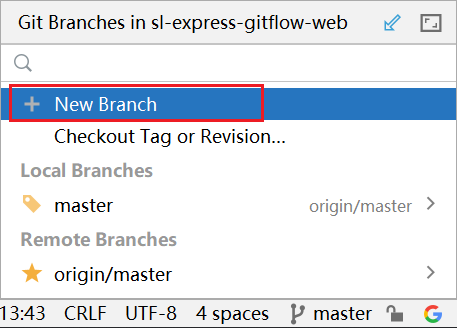 Git Branches in sl-express-gitflow-web
New Branch
Checkout Tag or Revision...
Local Branches
master origin/master
Remote Branches
origin/master
13:43 CRLF UTF-8 4 spaces master